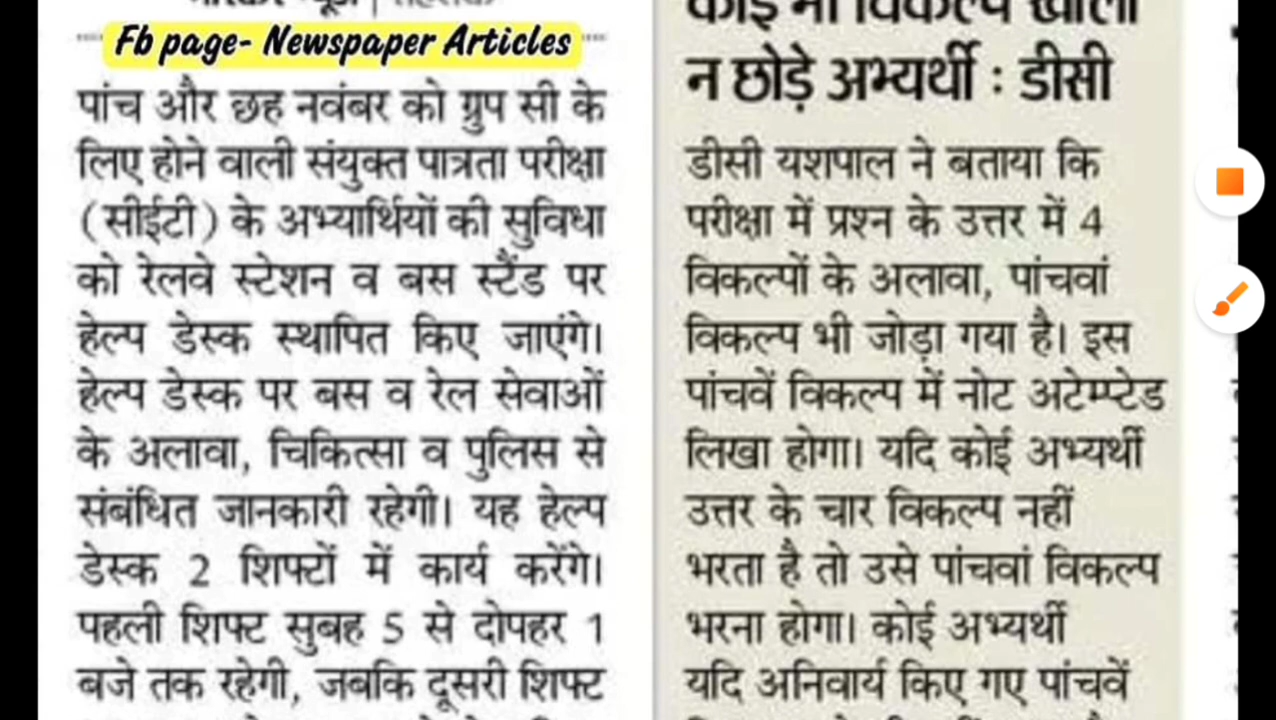 Fb page- Newspaper Articles
पांच और छह नवंबर को ग्रुप सी के
लिए होने वाली संयुक्त पात्रता परीक्षा
(सीईटी) के अभ्यार्थियों की सुविधा
को रेलवे स्टेशन व बस स्टैंड पर
हेल्प डेस्क स्थापित किए जाएंगे।
हेल्प डेस्क पर बस व रेल सेवाओं
के अलावा, चिकित्सा व पुलिस से
संबंधित जानकारी रहेगी। यह हेल्प
डेस्क 2 शिफ्टों में कार्य करेंगे।
पहली शिफ्ट सुबह 5 से दोपहर 1
बजे तक रहेगी, जबकि दूसरी शिफ्ट
कोई भी विकल्प खाली
न छोड़े अभ्यर्थी : डीसी
डीसी यशपाल ने बताया कि
परीक्षा में प्रश्न के उत्तर में 4
विकल्पों के अलावा, पांचवां
विकल्प भी जोड़ा गया है। इस
पांचवें विकल्प में नोट अटेम्प्टेड
लिखा होगा। यदि कोई अभ्यर्थी
उत्तर के चार विकल्प नहीं
भरता है तो उसे पांचवां विकल्प
भरना होगा। कोई अभ्यर्थी
यदि अनिवार्य किए गए पांचवें